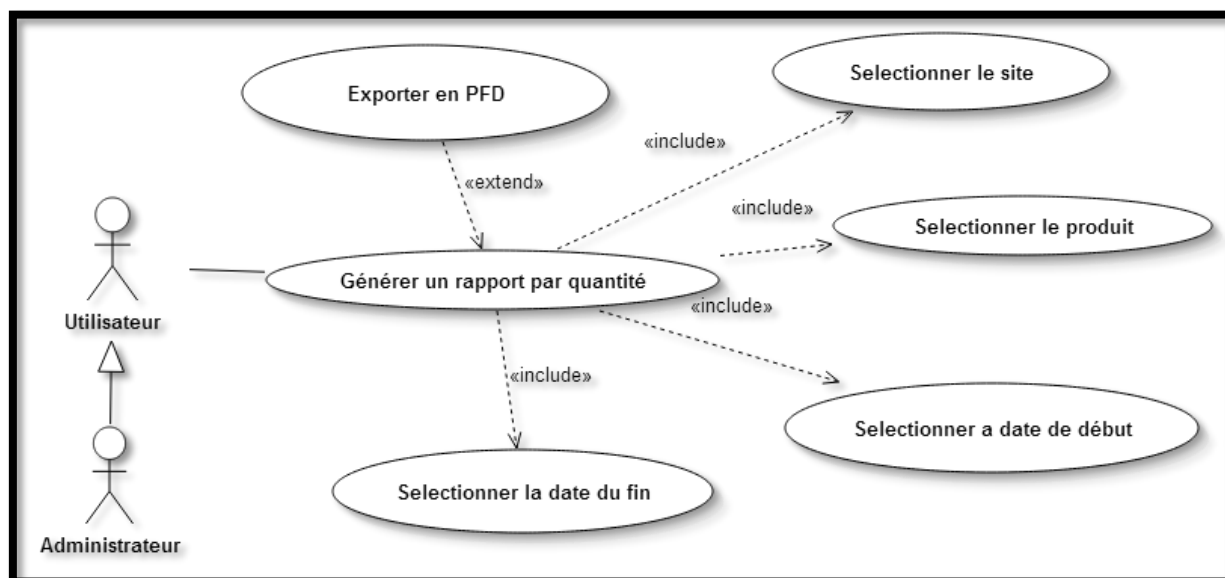 Exporter en PFD
Selectionner le site
«include»
«extend»
«include»
Selectionner le produit
Générer un rapport par quantité
«include»
Utilisateur
«include»
Selectionner a date de début
Selectionner la date du fin
Administrateur